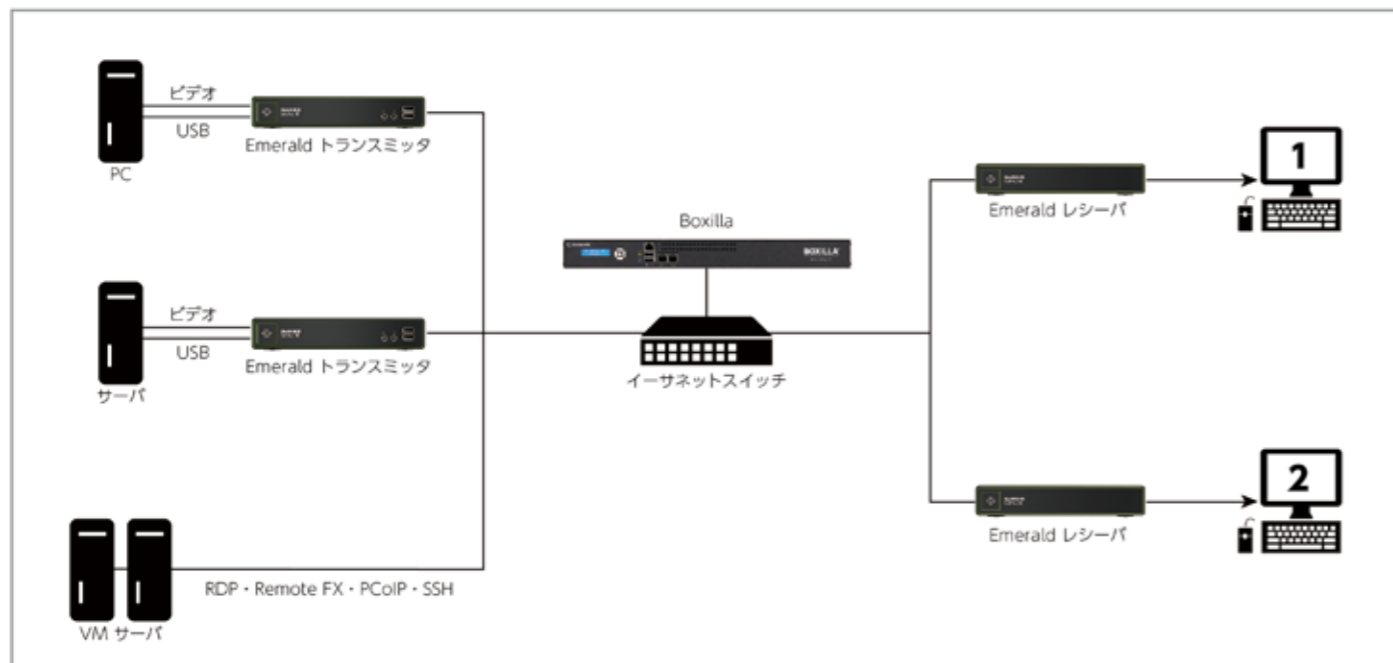 ビデオ
USB
Emerald トランスミッタ
PC
1
Emerald レシーバ
Boxilla
BOXILLA
ビデオ
USB
Emerald トランスミッタ
サーバ
イーサネットスイッチ
2
Emerald レシーバ
RDP・Remote FX・PCoIP・SSH
VM サーバ